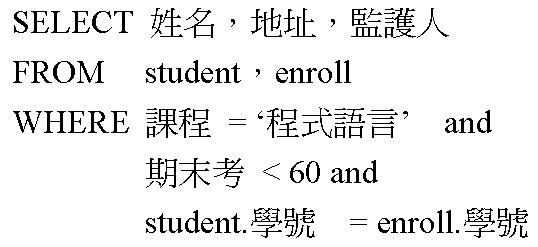 SELECT 姓名，地址，監護人
FROM student，enroll
WHERE 課程 = ‘程式語言’ and
期末考 < 60 and
student.學號 = enroll.學號